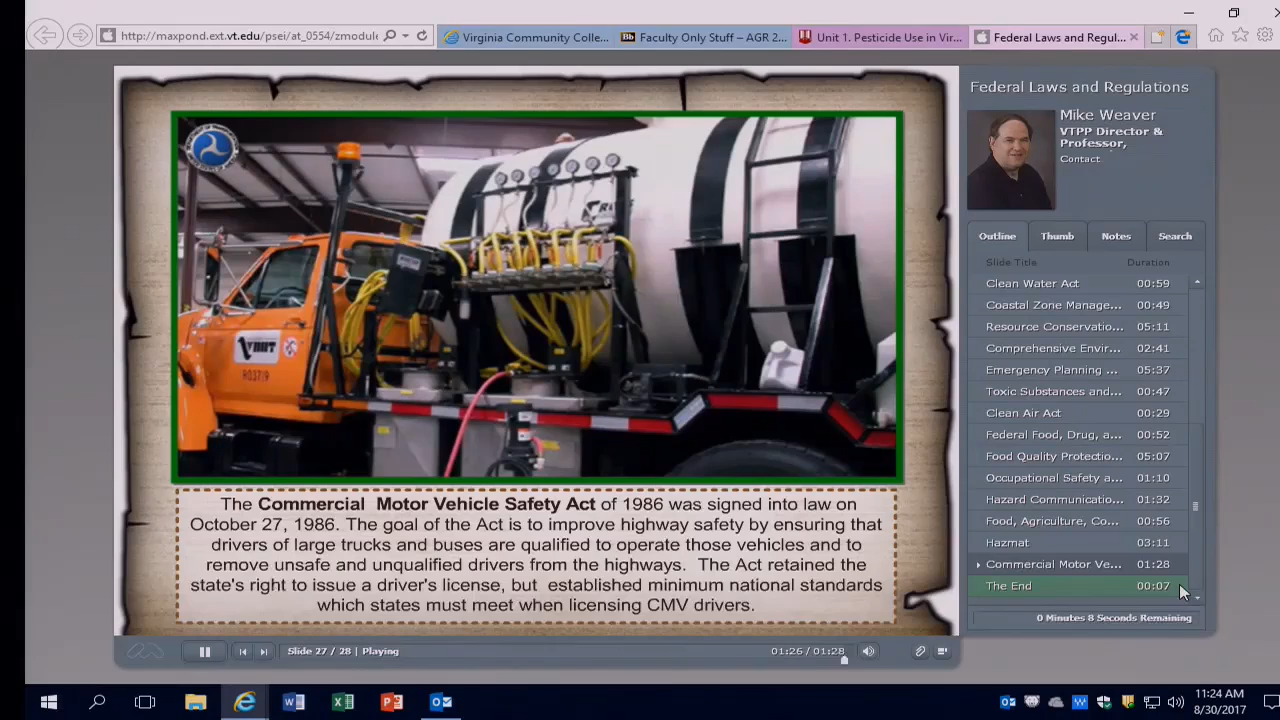 http://maxpond.ext.vt.edu/psei/at_0554/zmodule
Virginia Community Colle...
Bb
Faculty Only Stuff – AGR 2...
Unit 1. Pesticide Use in Vir...
Federal Laws and Regul...
VDOT
R03719
The Commercial Motor Vehicle Safety Act of 1986 was signed into law on
October 27, 1986. The goal of the Act is to improve highway safety by ensuring that
drivers of large trucks and buses are qualified to operate those vehicles and to
remove unsafe and unqualified drivers from the highways. The Act retained the
state's right to issue a driver's license, but established minimum national standards
which states must meet when licensing CMV drivers.
Slide 27 / 28 | Playing
01:26 / 01:28
Federal Laws and Regulations
Mike Weaver
VTPP Director &
Professor,
Contact
Outline
Thumb
Notes
Search
Slide Title Duration
Clean Water Act 00:59
Coastal Zone Manage... 00:49
Resource Conservatio... 05:11
Comprehensive Envir... 02:41
Emergency Planning ... 05:37
Toxic Substances and... 00:47
Clean Air Act 00:29
Federal Food, Drug, a... 00:52
Food Quality Protectio... 05:07
Occupational Safety a... 01:10
Hazard Communicatio... 01:32
Food, Agriculture, Co... 00:56
Hazmat 03:11
Commercial Motor Ve... 01:28
The End 00:07
0 Minutes 8 Seconds Remaining
11:24 AM
8/30/2017